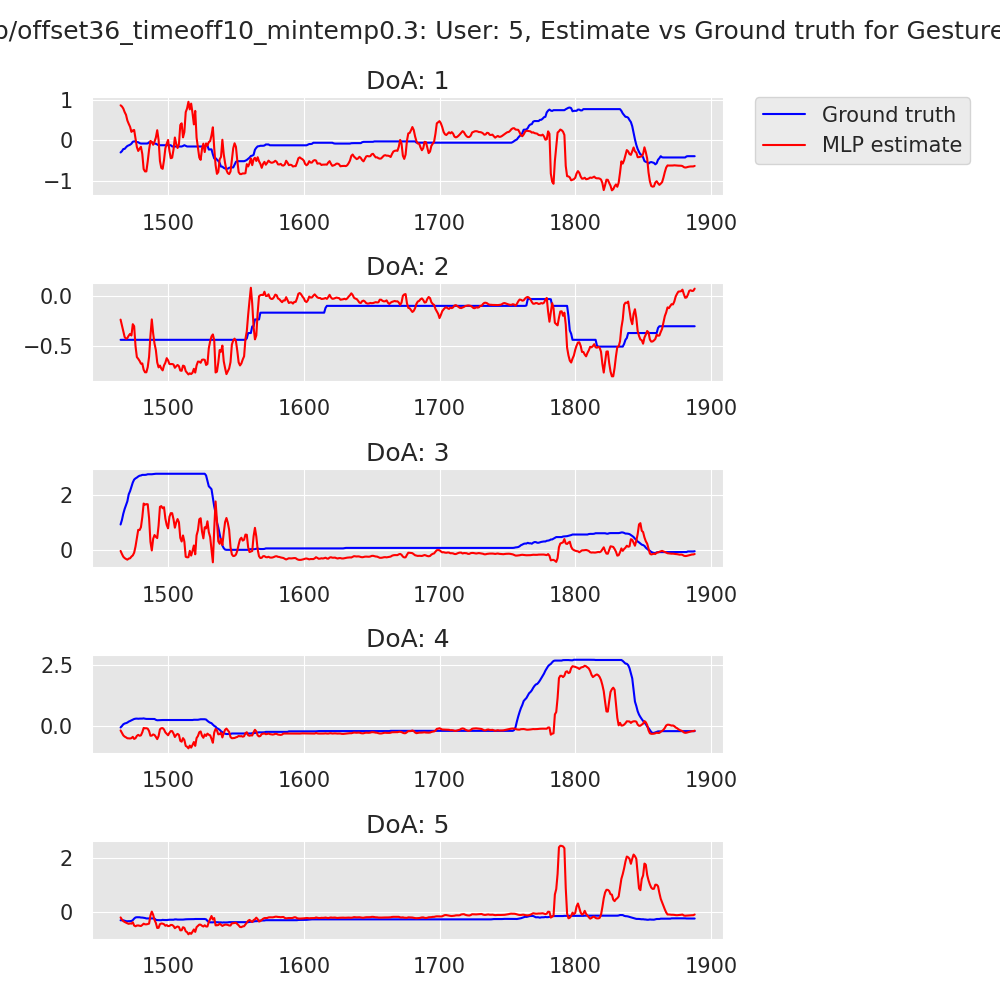 o/offset36_timeoff10_mintemp0.3: User: 5, Estimate vs Ground truth for Gesture
DoA: 1
Ground truth
MLP estimate
1
0
−1
1500 1600 1700 1800 1900
DoA: 2
0.0
−0.5
1500 1600 1700 1800 1900
DoA: 3
2
0
1500 1600 1700 1800 1900
DoA: 4
2.5
0.0
1500 1600 1700 1800 1900
DoA: 5
2
0
1500 1600 1700 1800 1900